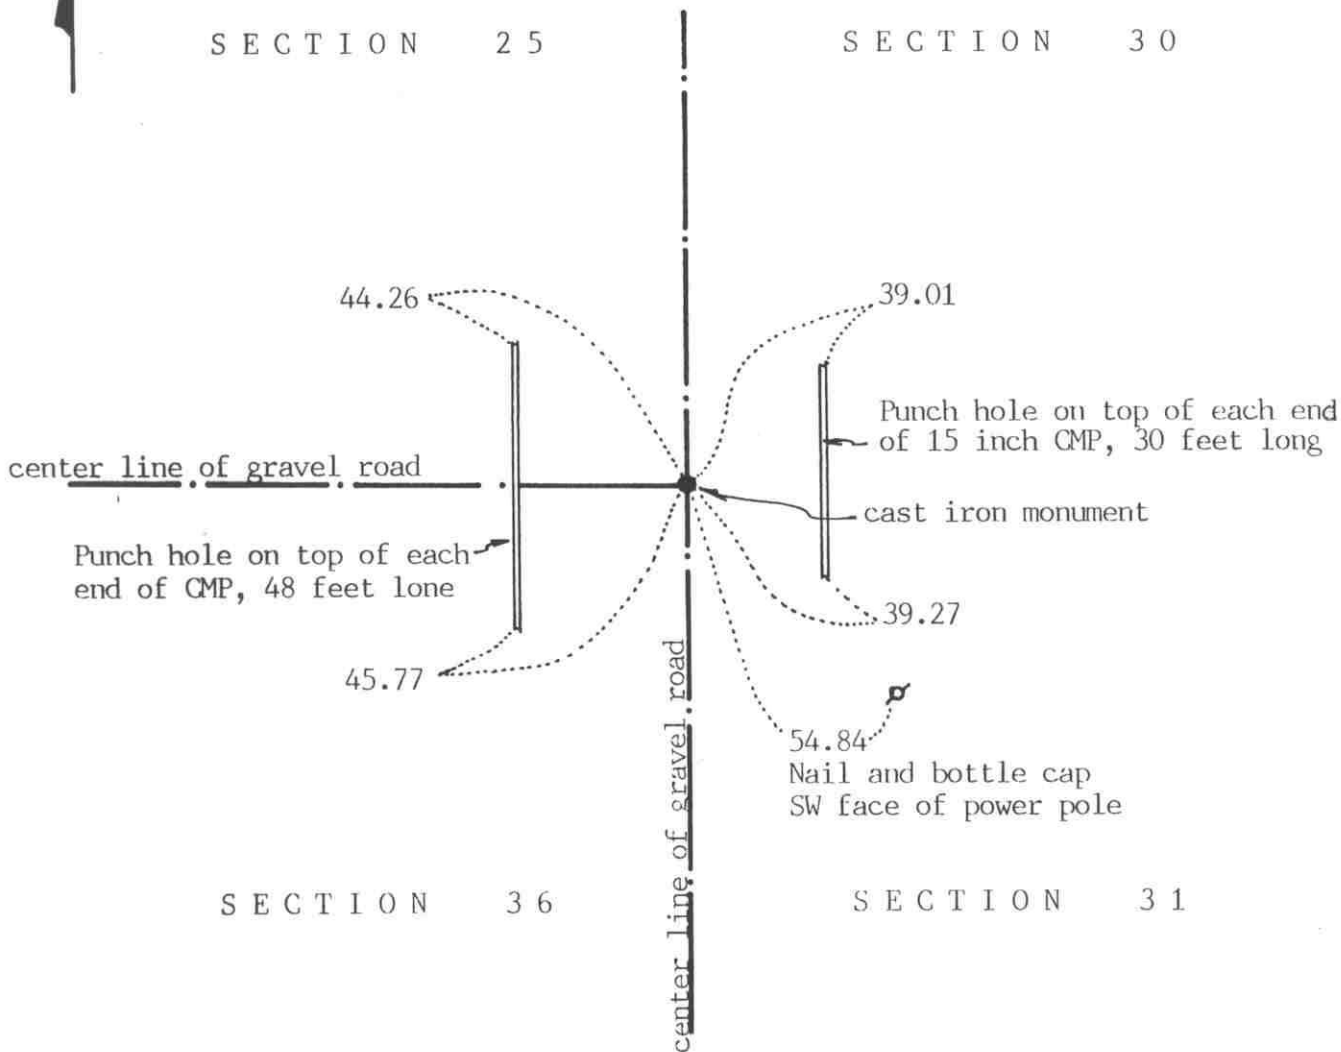 SECTION 25
SECTION 30
44.26
39.01
Punch hole on top of each end
of 15 inch CMP, 30 feet long
center line of gravel road
cast iron monument
Punch hole on top of each
end of CMP, 48 feet lone
39.27
45.77
center line of gravel road
54.84
Nail and bottle cap
SW face of power pole
SECTION 36
SECTION 31